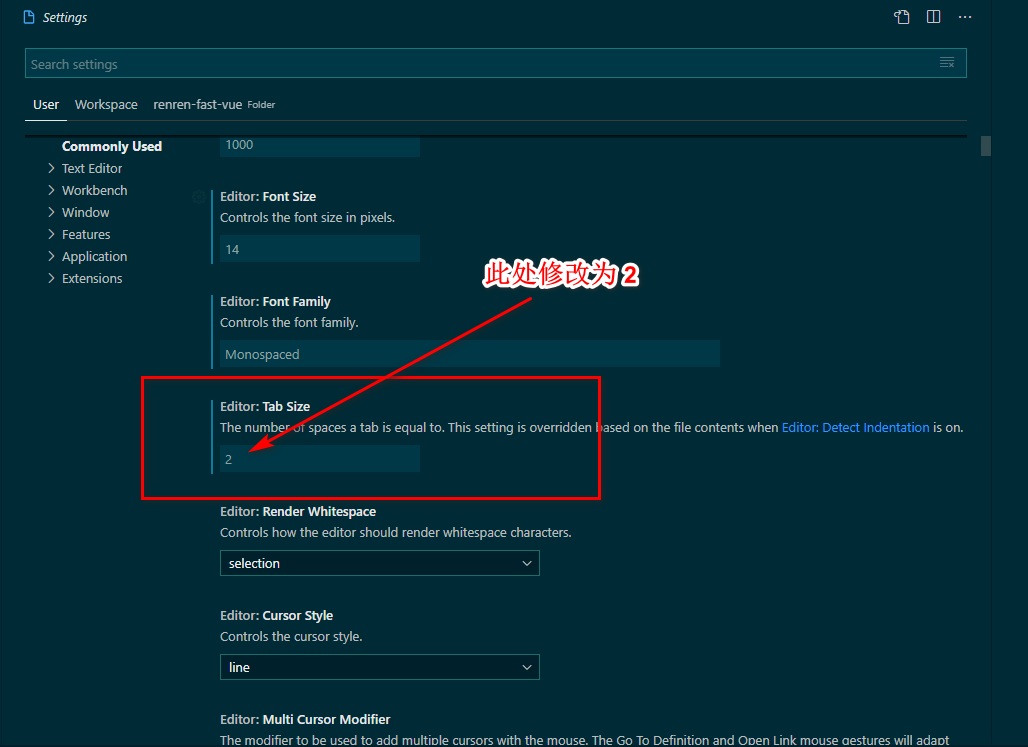 Settings
Search settings
User Workspace renren-fast-vue Folder
Commonly Used
Text Editor
Workbench
Window
Features
Application
Extensions
1000
Editor: Font Size
Controls the font size in pixels.
14
此处修改为 2
Editor: Font Family
Controls the font family.
Monospaced
Editor: Tab Size
The number of spaces a tab is equal to. This setting is overridden based on the file contents when Editor: Detect Indentation is on.
2
Editor: Render Whitespace
Controls how the editor should render whitespace characters.
selection
Editor: Cursor Style
Controls the cursor style.
line
Editor: Multi Cursor Modifier
The modifier to be used to add multiple cursors with the mouse. The Go To Definition and Open Link mouse gestures will adapt